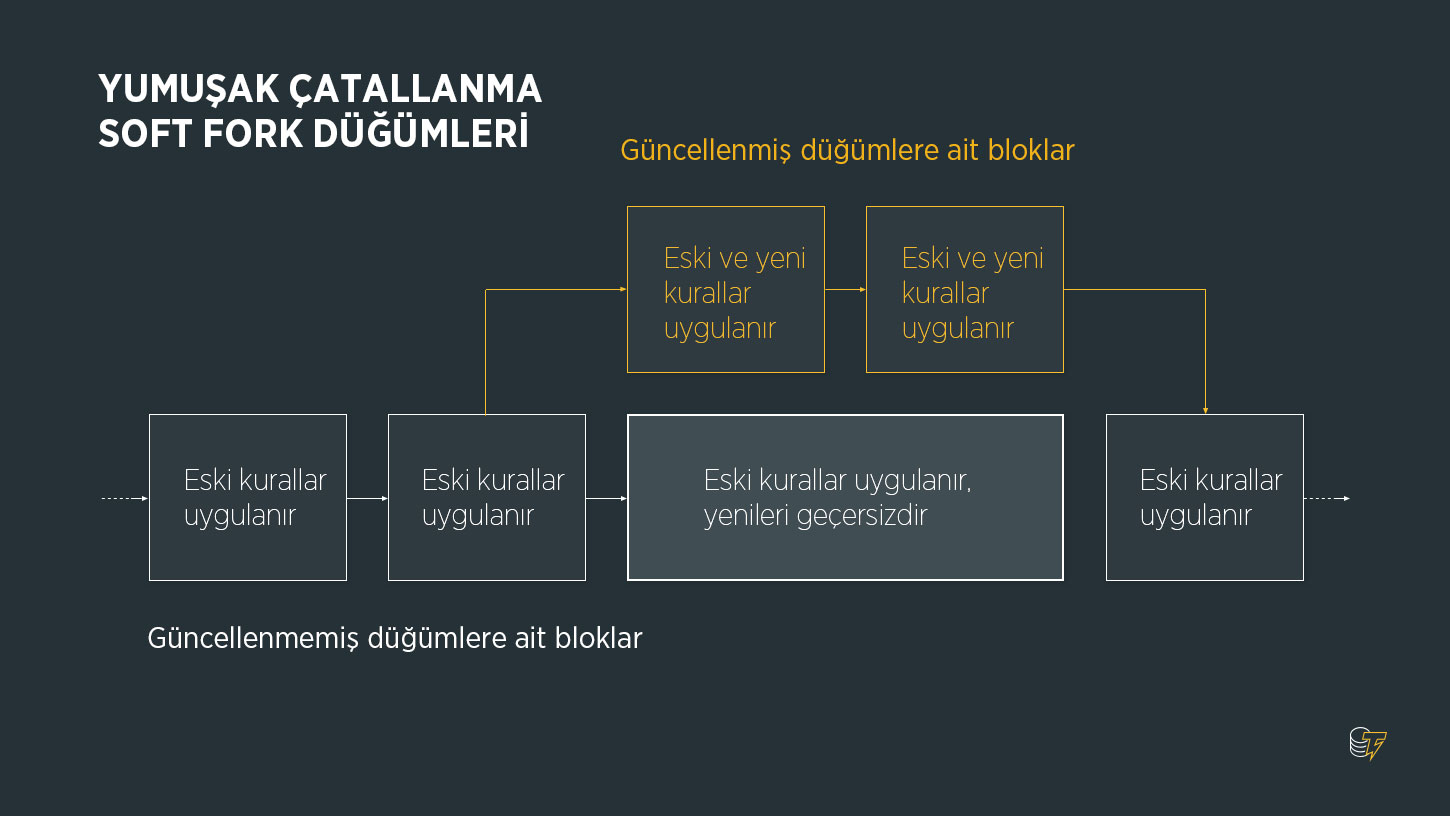 YUMUŞAK ÇATALLANMA
SOFT FORK DÜĞÜMLERİ
Güncellenmiş düğümlere ait bloklar
Eski ve yeni
kurallar
uygulanır
Eski ve yeni
kurallar
uygulanır
Eski kurallar
uygulanır
Eski kurallar
uygulanır
Eski kurallar uygulanır,
yenileri geçersizdir
Eski kurallar
uygulanır
Güncellenmemiş düğümlere ait bloklar